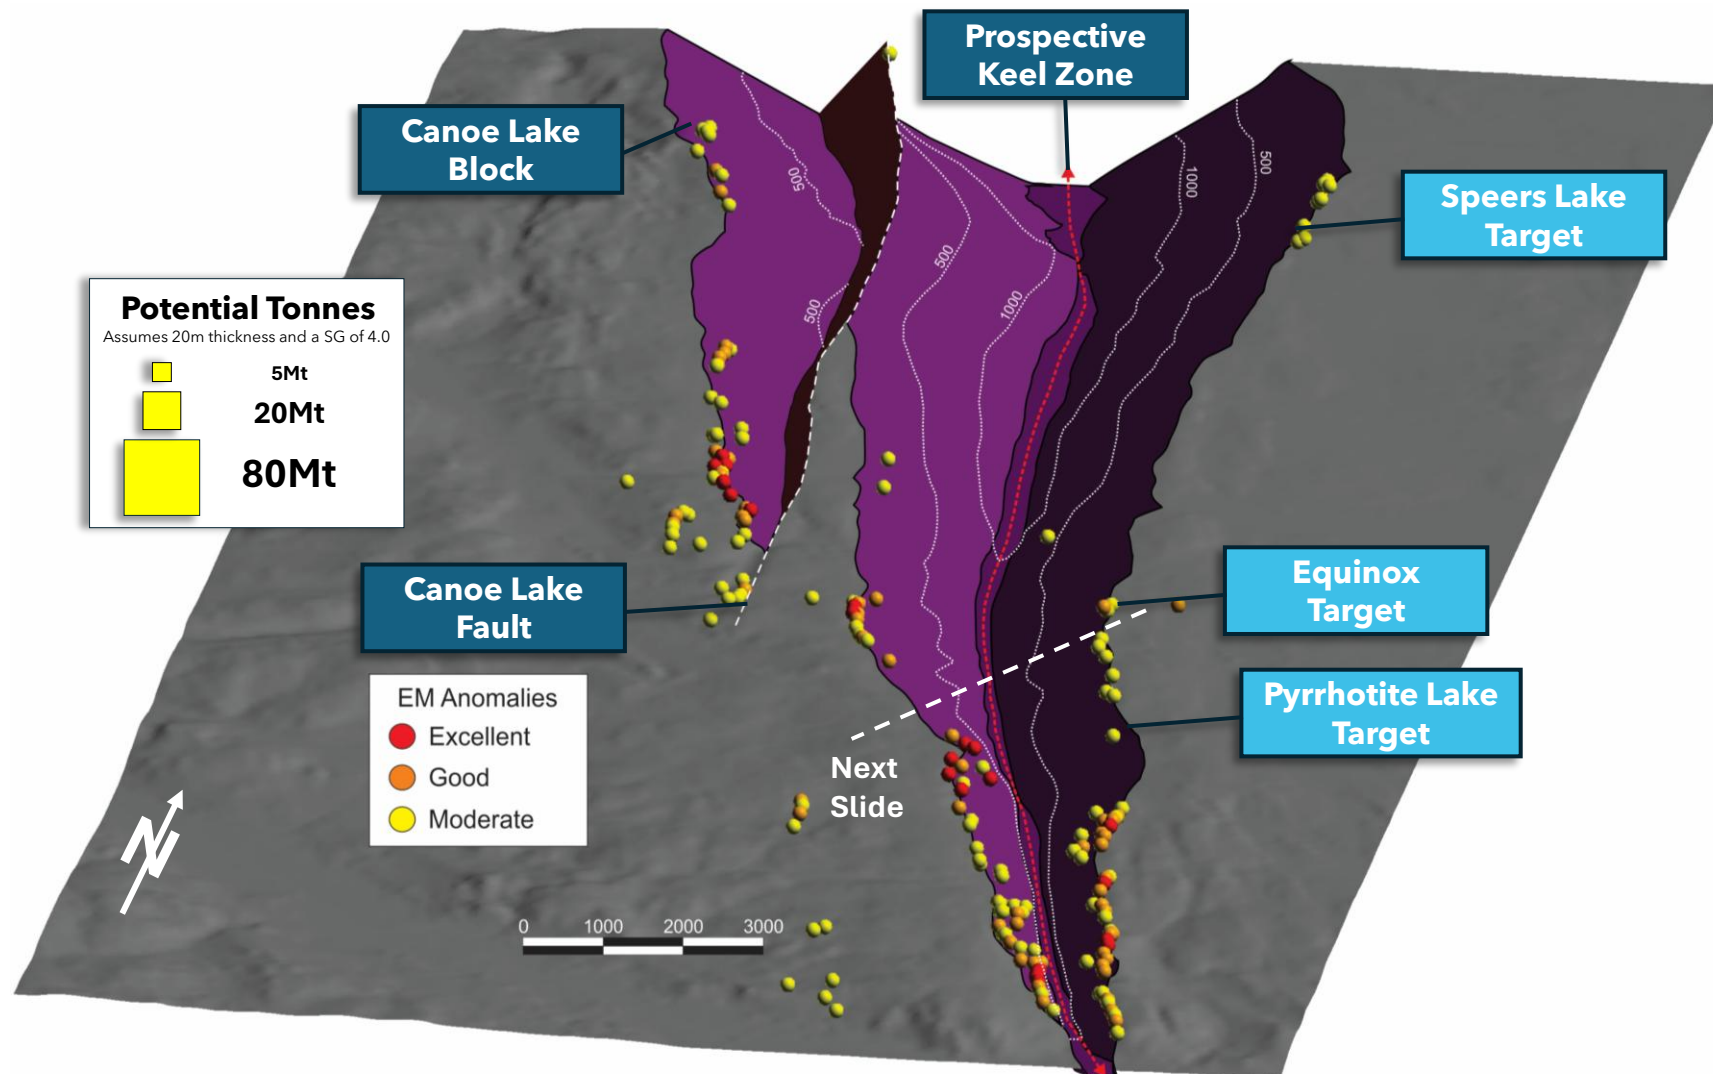 Prospective
Keel Zone
Canoe Lake
Block
Speers Lake
Target
500
500
500
1000
1000
500
Potential Tonnes
Assumes 20m thickness and a SG of 4.0
5Mt
20Mt
80Mt
Canoe Lake
Fault
Equinox
Target
Pyrrhotite Lake
Target
EM Anomalies
Excellent
Good
Moderate
Next
Slide
N
0 1000 2000 3000